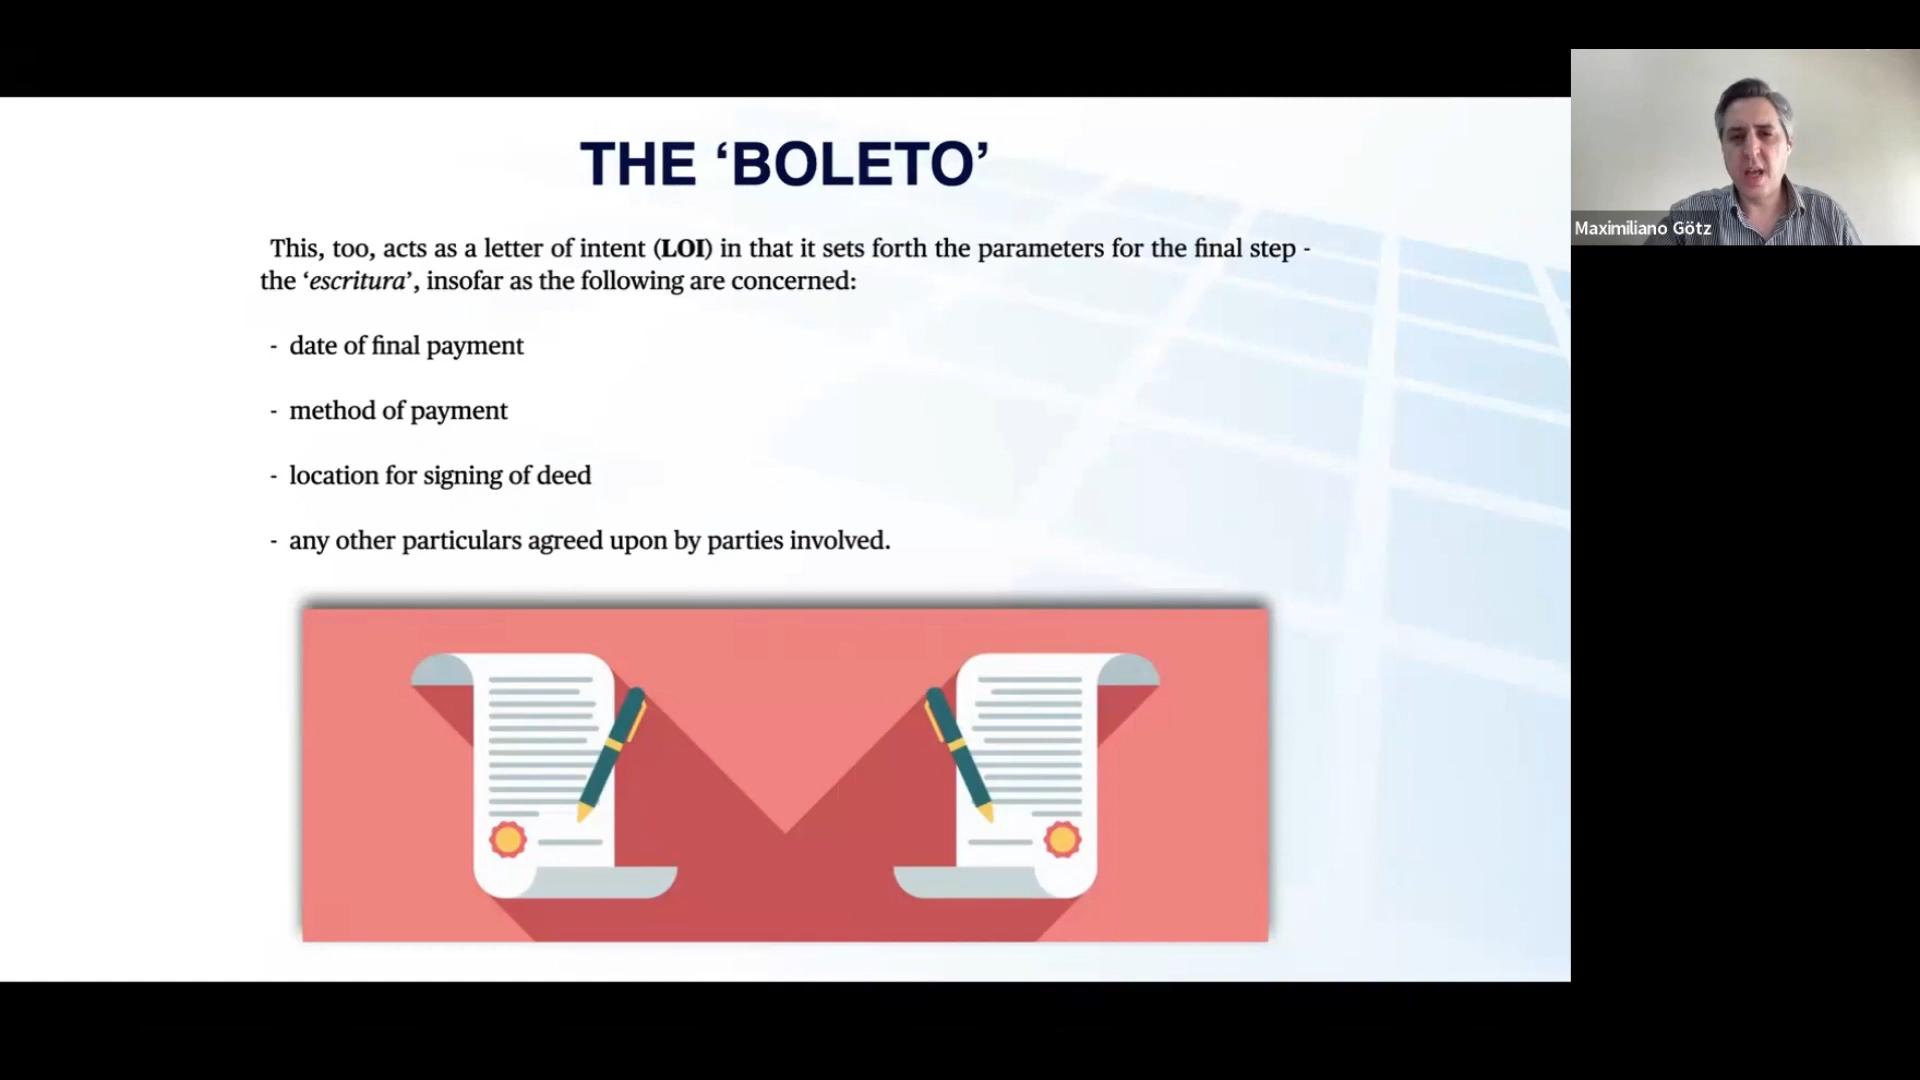 THE ‘BOLETO’
This, too, acts as a letter of intent (LOI) in that it sets forth the parameters for the final step -
the ‘escritura’, insofar as the following are concerned:
- date of final payment
- method of payment
- location for signing of deed
- any other particulars agreed upon by parties involved.
Maximiliano Götz